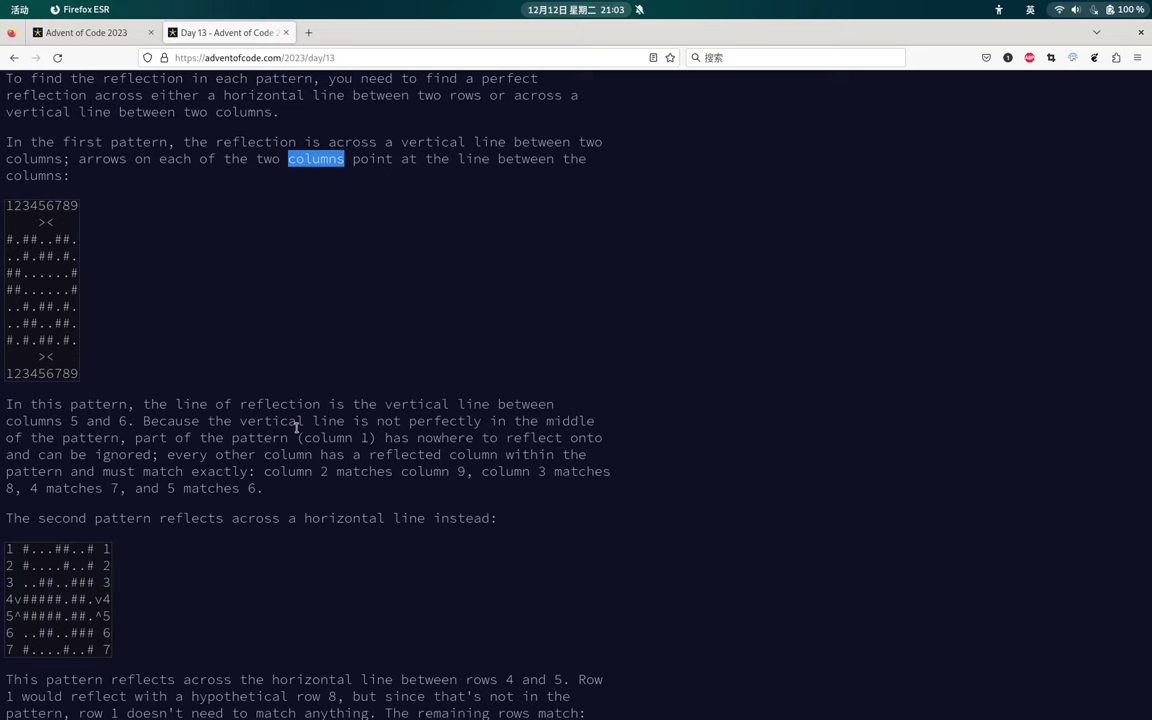 活动
Firefox ESR
12月12日 星期二 21:03
英
100 %
Advent of Code 2023
Day 13 - Advent of Code 2
https://adventofcode.com/2023/day/13
搜索
To find the reflection in each pattern, you need to find a perfect
reflection across either a horizontal line between two rows or across a
vertical line between two columns.
In the first pattern, the reflection is across a vertical line between two
columns; arrows on each of the two columns point at the line between the
columns:
123456789
    ><
#.##..##.
..#.##.#.
##......#
##......#
..#.##.#.
..##..##.
#.#.##.#.
    ><
123456789
In this pattern, the line of reflection is the vertical line between
columns 5 and 6. Because the vertical line is not perfectly in the middle
of the pattern, part of the pattern (column 1) has nowhere to reflect onto
and can be ignored; every other column has a reflected column within the
pattern and must match exactly: column 2 matches column 9, column 3 matches
8, 4 matches 7, and 5 matches 6.
The second pattern reflects across a horizontal line instead:
1 #...##..# 1
2 #....#..# 2
3 ..##..### 3
4v#####.##.v4
5^#####.##.^5
6 ..##..### 6
7 #....#..# 7
This pattern reflects across the horizontal line between rows 4 and 5. Row
1 would reflect with a hypothetical row 8, but since that's not in the
pattern, row 1 doesn't need to match anything. The remaining rows match: